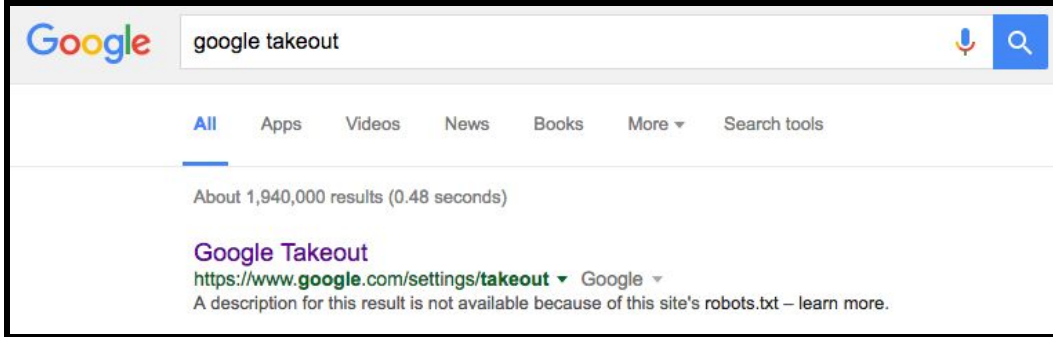 Google google takeout
All Apps Videos News Books More Search tools
About 1,940,000 results (0.48 seconds)
Google Takeout
https://www.google.com/settings/takeout Google
A description for this result is not available because of this site's robots.txt – learn more.